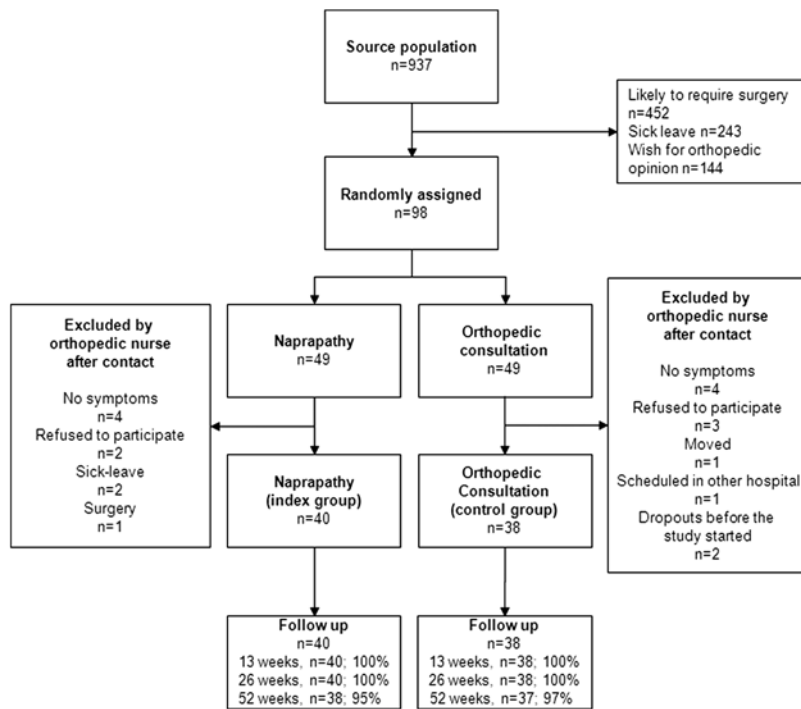 Source population
n=937
Likely to require surgery
n=452
Sick leave n=243
Wish for orthopedic
opinion n=144
Randomly assigned
n=98
Excluded by
orthopedic nurse
after contact
No symptoms
n=4
Refused to participate
n=2
Sick-leave
n=2
Surgery
n=1
Naprapathy
n=49
Orthopedic
consultation
n=49
Excluded by
orthopedic nurse
after contact
No symptoms
n=4
Refused to participate
n=3
Moved
n=1
Scheduled in other hospital
n=1
Dropouts before the
study started
n=2
Naprapathy
(index group)
n=40
Orthopedic
Consultation
(control group)
n=38
Follow up
n=40
13 weeks, n=40; 100%
26 weeks, n=40; 100%
52 weeks, n=38; 95%
Follow up
n=38
13 weeks, n=38; 100%
26 weeks, n=38; 100%
52 weeks, n=37; 97%